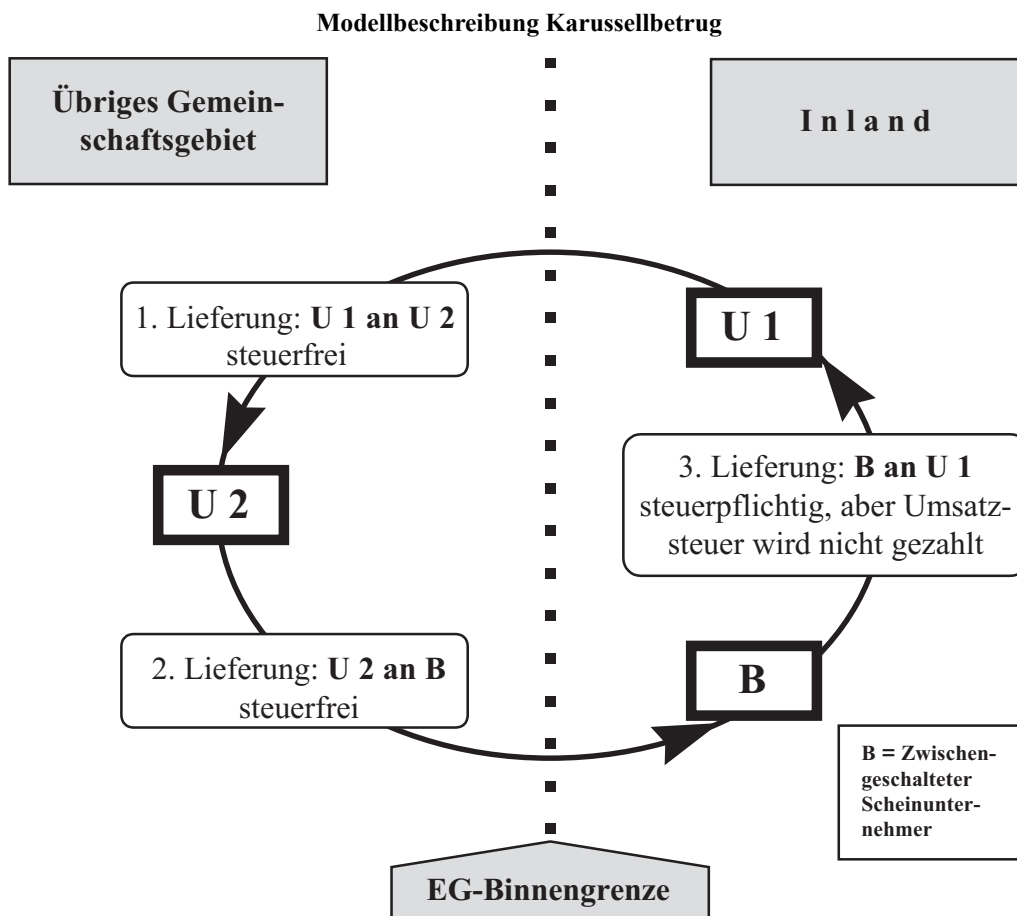 Modellbeschreibung Karussellbetrug
Übriges Gemein-
schaftsgebiet
Inland
1. Lieferung: U 1 an U 2
steuerfrei
U 1
U 2
3. Lieferung: B an U 1
steuerpflichtig, aber Umsatz-
steuer wird nicht gezahlt
2. Lieferung: U 2 an B
steuerfrei
B
B = Zwischen-
geschalteter
Scheinunter-
nehmer
EG-Binnengrenze